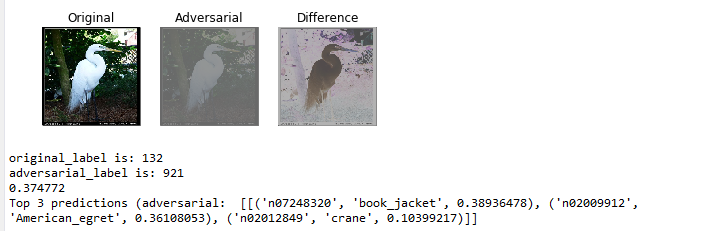 Original Adversarial Difference
original_label is: 132
adversarial_label is: 921
0.374772
Top 3 predictions (adversarial:  [[('n07248320', 'book_jacket', 0.38936478), ('n02009912',
'American_egret', 0.36108053), ('n02012849', 'crane', 0.10399217)]]